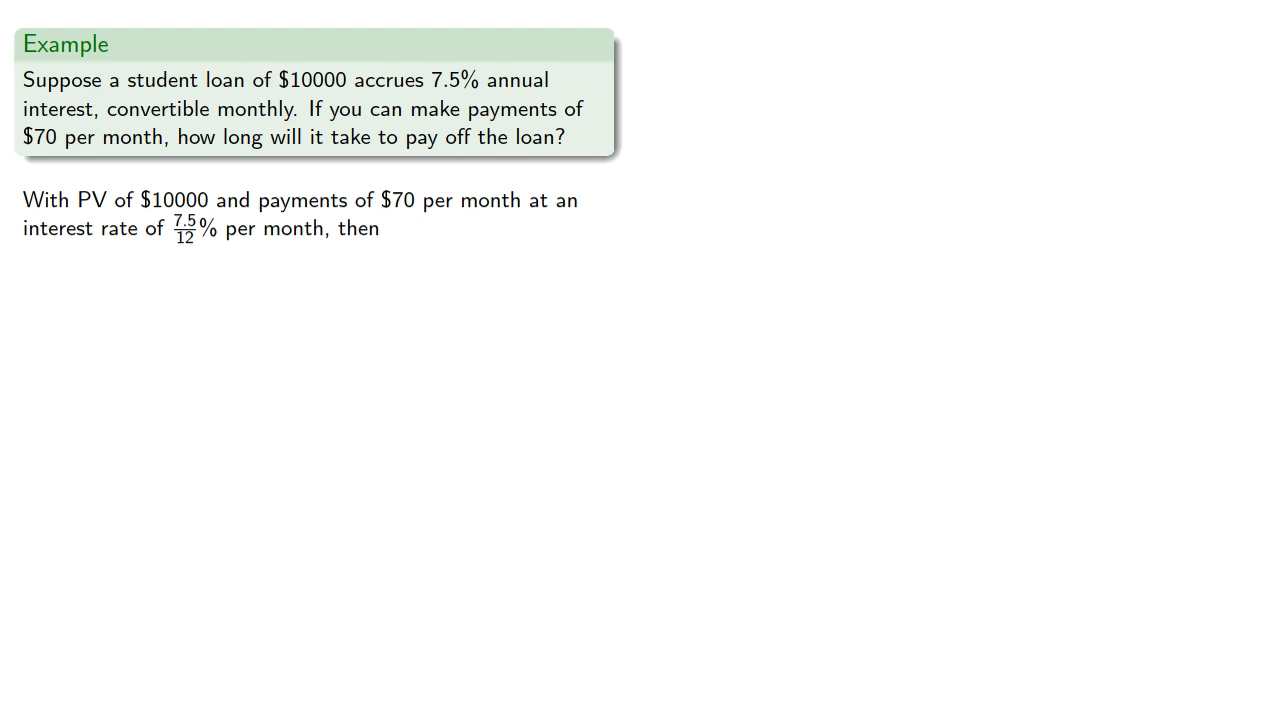 Example
Suppose a student loan of $10000 accrues 7.5% annual
interest, convertible monthly. If you can make payments of
$70 per month, how long will it take to pay off the loan?
With PV of $10000 and payments of $70 per month at an
interest rate of 7.5/12% per month, then